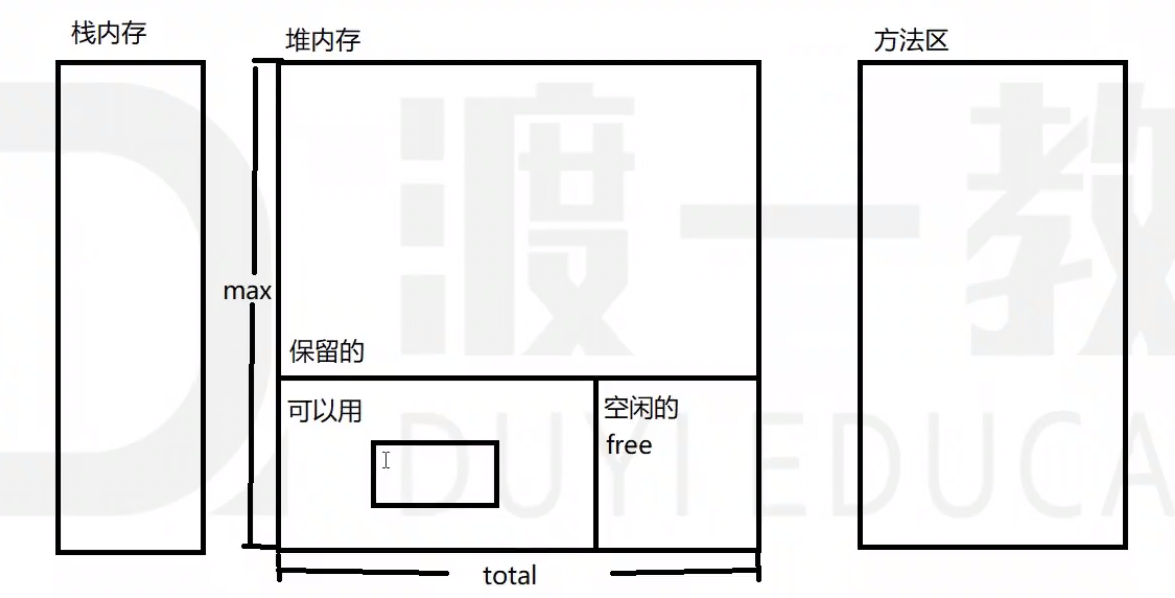 栈内存
堆内存
方法区
max
保留的
可以用
空闲的
free
total
渡一教
DUYI EDUCA